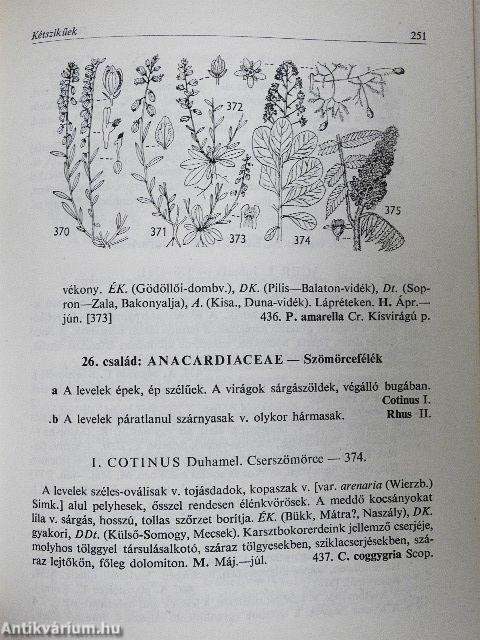 Kétszikűek 251
372
375
370 371 373 374
vékony. ÉK. (Gödöllői-dombv.), DK. (Pilis—Balaton-vidék), Dt. (Sop-
ron—Zala, Bakonyalja), A. (Kisa., Duna-vidék). Lápréteken. H. Ápr.—
jún. [373] 436. P. amarella Cr. Kisvirágú p.
26. család: ANACARDIACEAE — Szömörcefélék
a A levelek épek, ép szélűek. A virágok sárgászöldek, végálló bugában.
Cotinus I.
.b A levelek páratlanul szárnyasak v. olykor hármasak. Rhus II.
I. COTINUS Duhamel. Cserszömörce — 374.
A levelek széles-oválisak v. tojásdadok, kopaszak v. [var. arenaria (Wierzb.)
Simk.] alul pelyhesek, ősszel rendesen élénkvörösek. A meddő kocsányokat
lila v. sárgás, hosszú, tollas szőrzet borítja. ÉK. (Bükk, Mátra?, Naszály), DK.
gyakori, DDt. (Külső-Somogy, Mecsek). Karsztbokorerdeink jellemző cserjéje,
molyhos tölggyel társulásalkotó, száraz tölgyesekben, sziklacserjésekben, szá-
raz lejtőkön, főleg dolomiton. M. Máj.—júl. 437. C. coggygria Scop.
Antikvárium.hu